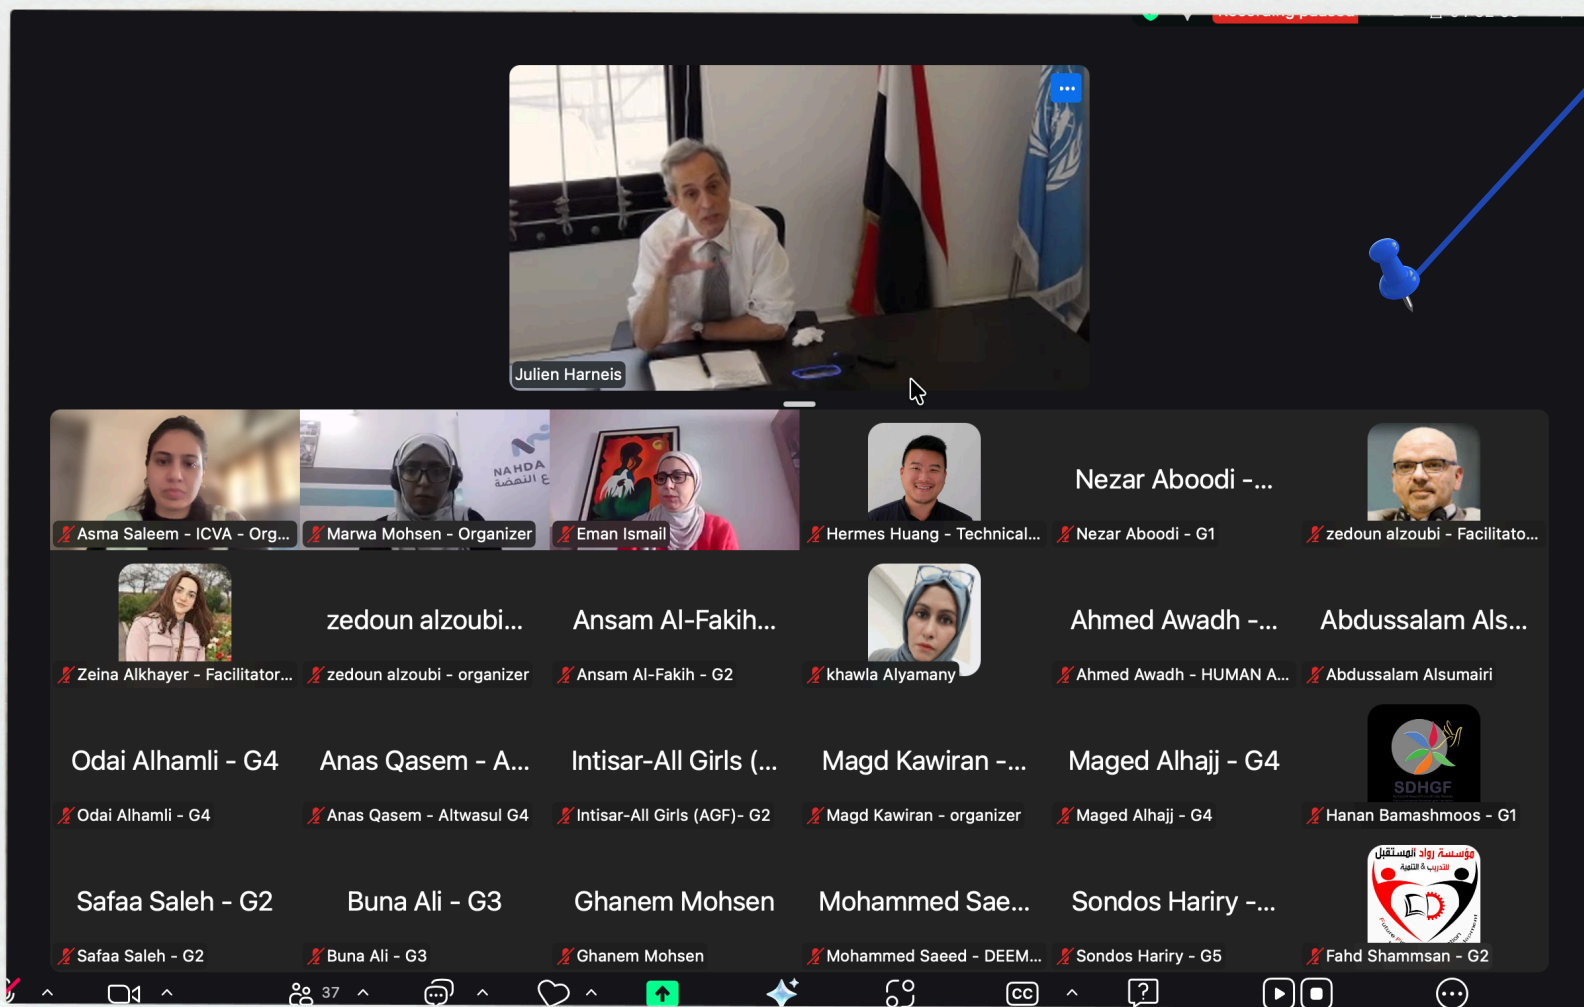 Recording paused
Julien Harneis
NAHDA
Asma Saleem - ICVA - Org...
Marwa Mohsen - Organizer
Eman Ismail
Hermes Huang - Technical...
Nezar Aboodi -...
Nezar Aboodi - G1
zedoun alzoubi - Facilitato...
Zeina Alkhayer - Facilitator...
zedoun alzoubi...
zedoun alzoubi - organizer
Ansam Al-Fakih...
Ansam Al-Fakih - G2
khawla Alyamany
Ahmed Awadh -...
Ahmed Awadh - HUMAN A...
Abdussalam Als...
Abdussalam Alsumairi
Odai Alhamli - G4
Odai Alhamli - G4
Anas Qasem - A...
Anas Qasem - Altwasul G4
Intisar-All Girls (...
Intisar-All Girls (AGF)- G2
Magd Kawiran -...
Magd Kawiran - organizer
Maged Alhajj - G4
Maged Alhajj - G4
SDHGF
Hanan Bamashmoos - G1
Safaa Saleh - G2
Safaa Saleh - G2
Buna Ali - G3
Buna Ali - G3
Ghanem Mohsen
Ghanem Mohsen
Mohammed Sae...
Mohammed Saeed - DEEM...
Sondos Hariry -...
Sondos Hariry - G5
مؤسسة رواد المستقبل
للتدريب & التنمية
Fahd Shammsan - G2
37
CC